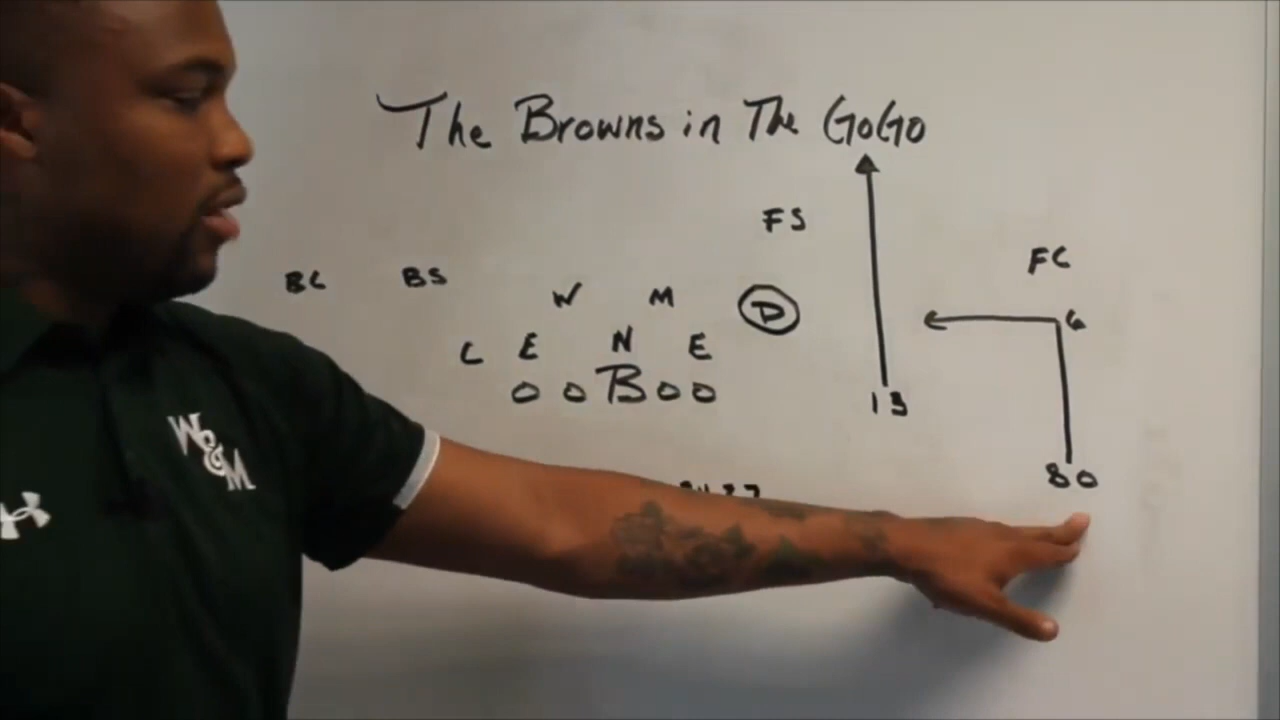 The Browns in The GoGo
FS
BC BS FC
W M D
6
C E N E
O O B O O
13
80
W&M